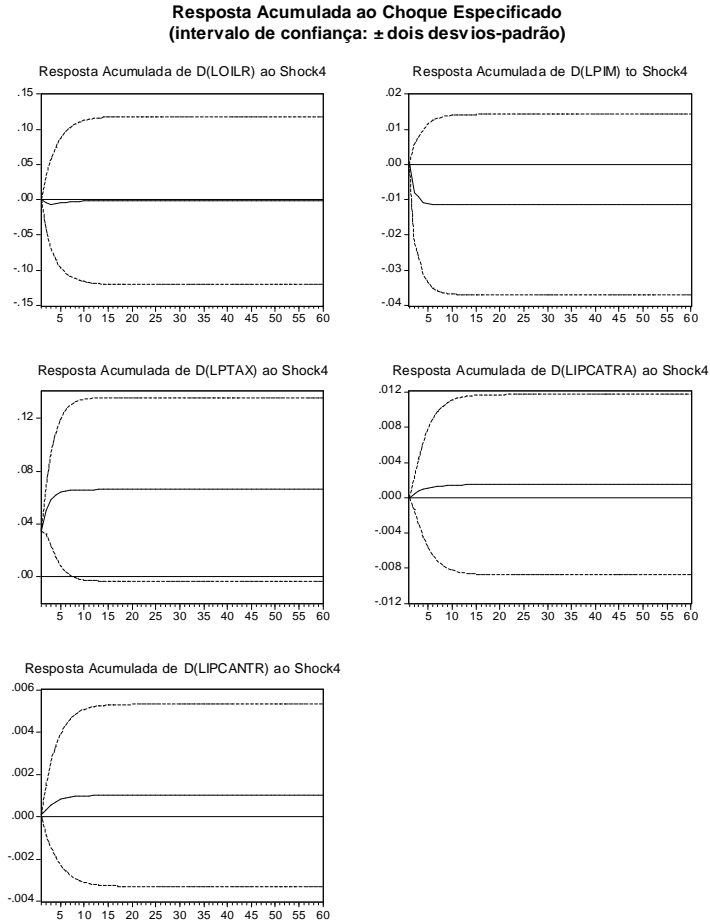 Resposta Acumulada ao Choque Especificado
(intervalo de confiança: ± dois desvios-padrão)
Resposta Acumulada de D(LOILR) ao Shock4
.15
.10
.05
.00
-.05
-.10
-.15
5 10 15 20 25 30 35 40 45 50 55 60
Resposta Acumulada de D(LPIM) to Shock4
.02
.01
.00
-.01
-.02
-.03
-.04
5 10 15 20 25 30 35 40 45 50 55 60
Resposta Acumulada de D(LPTAX) ao Shock4
.12
.08
.04
.00
5 10 15 20 25 30 35 40 45 50 55 60
Resposta Acumulada de D(LIPCATRA) ao Shock4
.012
.008
.004
.000
-.004
-.008
-.012
5 10 15 20 25 30 35 40 45 50 55 60
Resposta Acumulada de D(LIPCANTR) ao Shock4
.006
.004
.002
.000
-.002
-.004
5 10 15 20 25 30 35 40 45 50 55 60